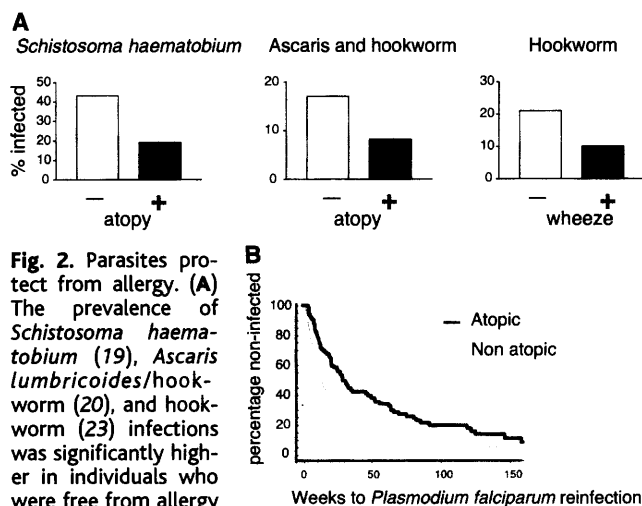 A
Schistosoma haematobium
Ascaris and hookworm
Hookworm
% infected
50
40
30
20
10
0
− +
atopy
20
10
0
− +
atopy
30
20
10
0
− +
wheeze
Fig. 2. Parasites pro-
tect from allergy. (A)
The prevalence of
Schistosoma haema-
tobium (19), Ascaris
lumbricoides/hook-
worm (20), and hook-
worm (23) infections
was significantly high-
er in individuals who
were free from allergy
B
percentage non-infected
100
80
60
40
20
0
Atopic
Non atopic
0 50 100 150
Weeks to Plasmodium falciparum reinfection